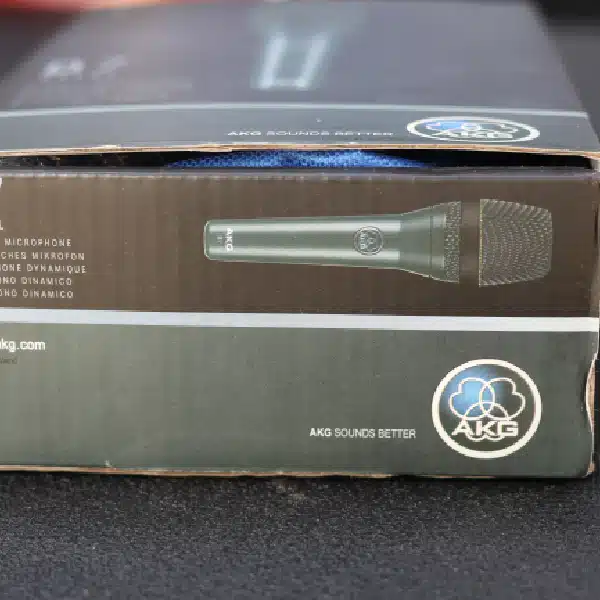 AKG SOUNDS BETTER
AKG
MICROPHONE
CHES MIKROFON
ONE DYNAMIQUE
ONO DINAMICO
ONO DINAMICO
AKG
AKG
kg.com
AKG SOUNDS BETTER
AKG